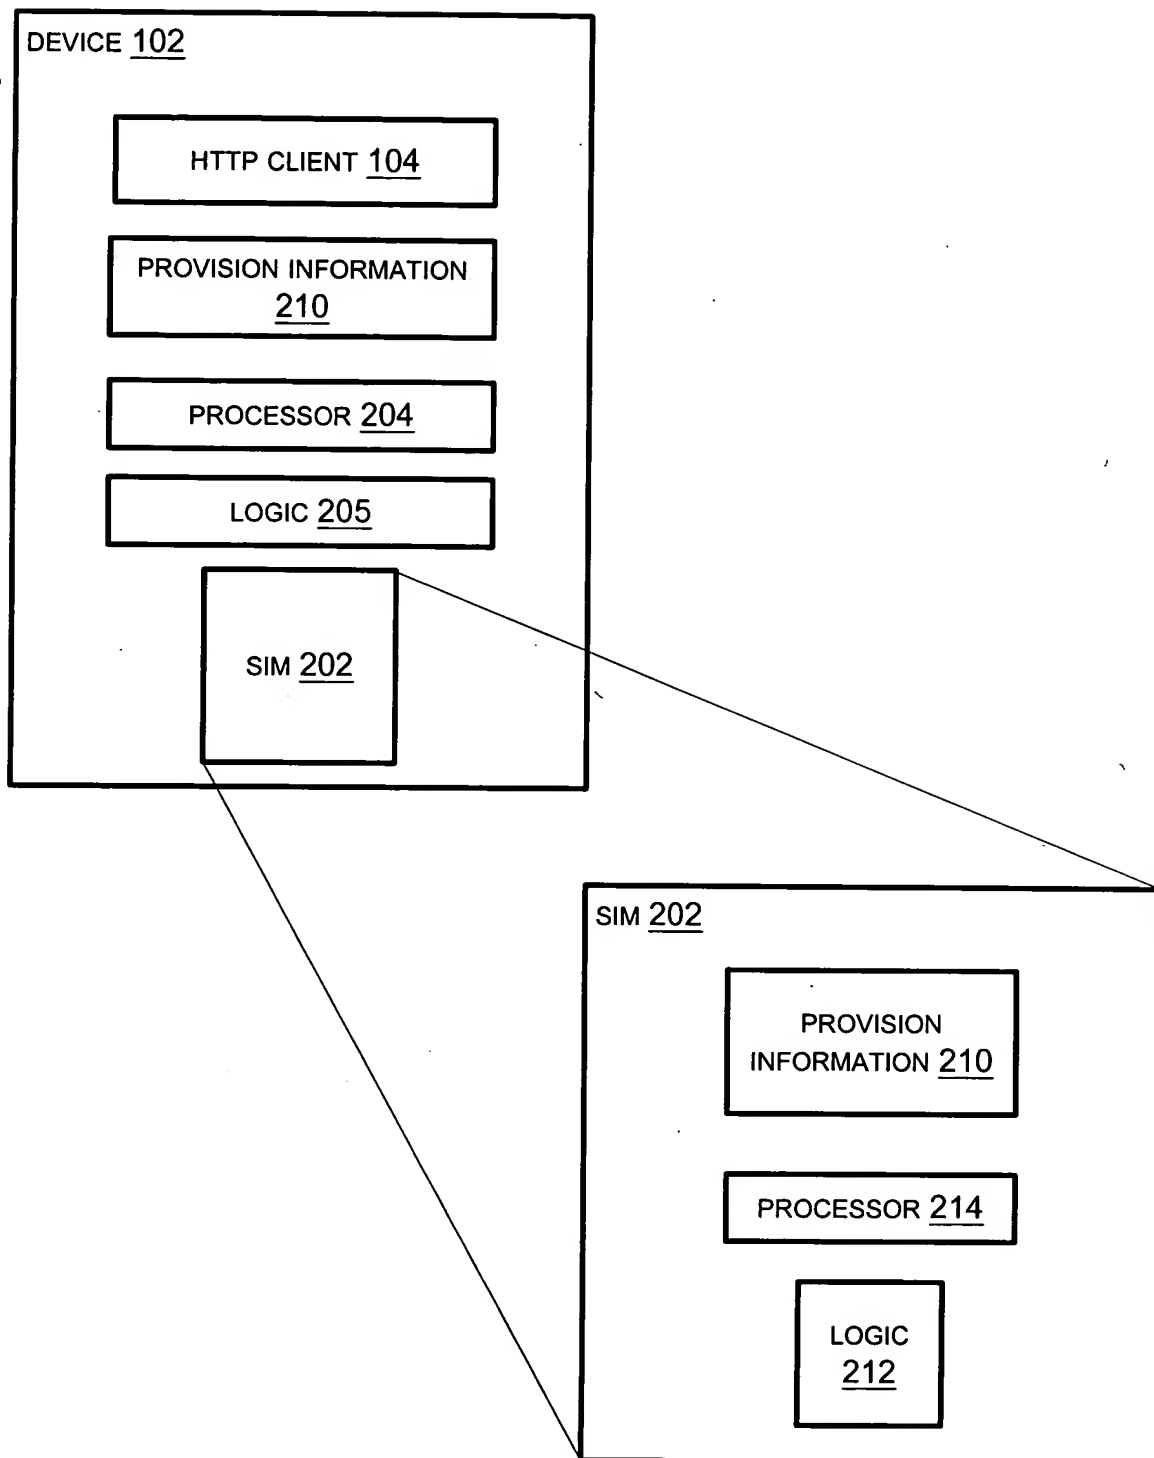 DEVICE 102
HTTP CLIENT 104
PROVISION INFORMATION
210
PROCESSOR 204
LOGIC 205
SIM 202
SIM 202
PROVISION
INFORMATION 210
PROCESSOR 214
LOGIC
212